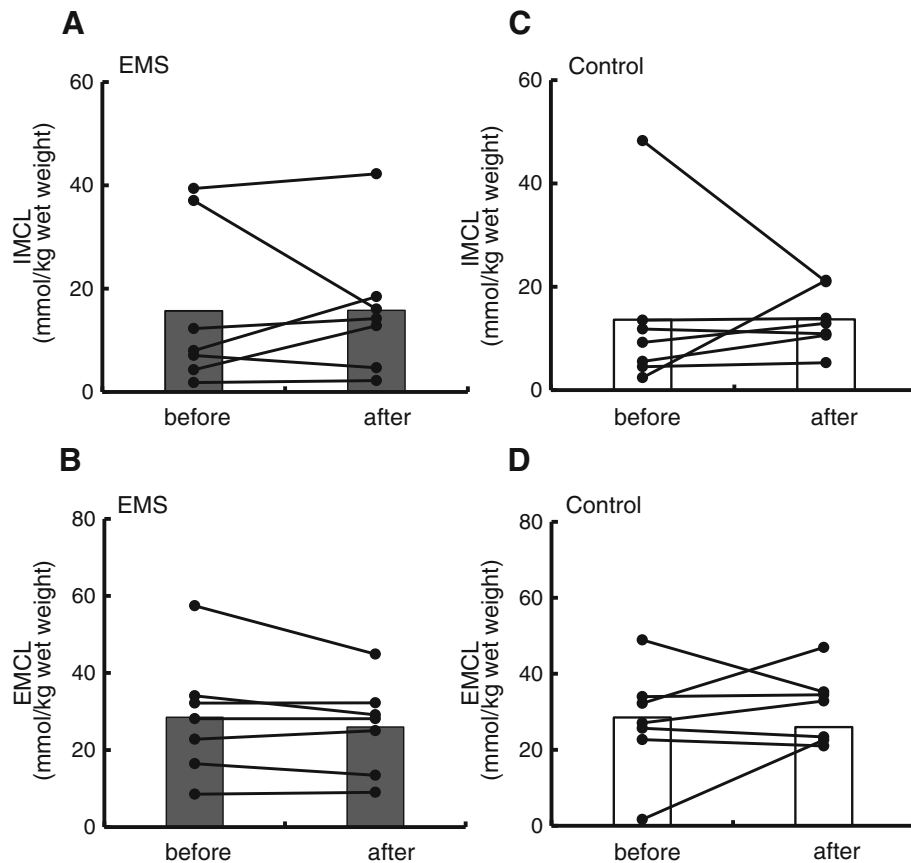 A
EMS
60
40
20
0
IMCL
(mmol/kg wet weight)
before
after
C
Control
60
40
20
0
IMCL
(mmol/kg wet weight)
before
after
B
EMS
80
60
40
20
0
EMCL
(mmol/kg wet weight)
before
after
D
Control
80
60
40
20
0
EMCL
(mmol/kg wet weight)
before
after